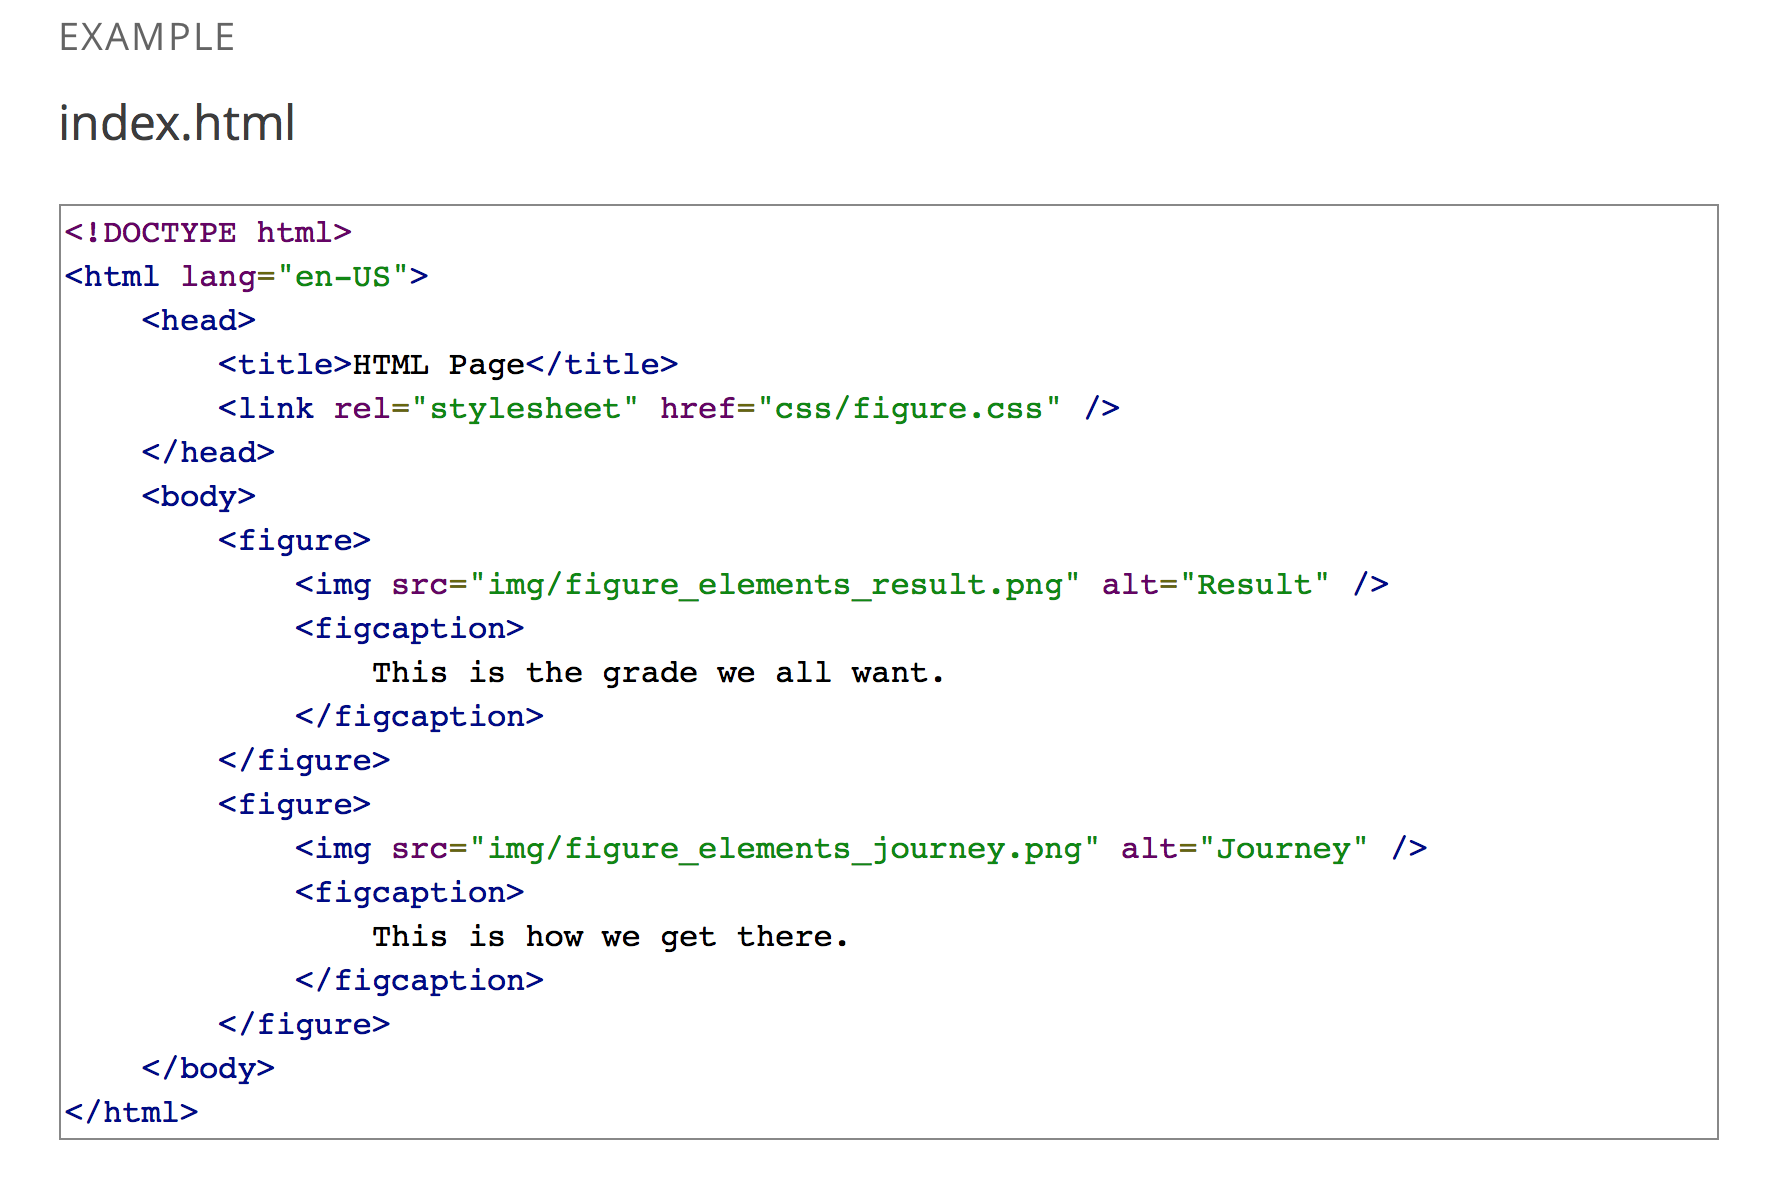 EXAMPLE
index.html
<!DOCTYPE html>
<html lang="en-US">
    <head>
        <title>HTML Page</title>
        <link rel="stylesheet" href="css/figure.css" />
    </head>
    <body>
        <figure>
            <img src="img/figure_elements_result.png" alt="Result" />
            <figcaption>
                This is the grade we all want.
            </figcaption>
        </figure>
        <figure>
            <img src="img/figure_elements_journey.png" alt="Journey" />
            <figcaption>
                This is how we get there.
            </figcaption>
        </figure>
    </body>
</html>